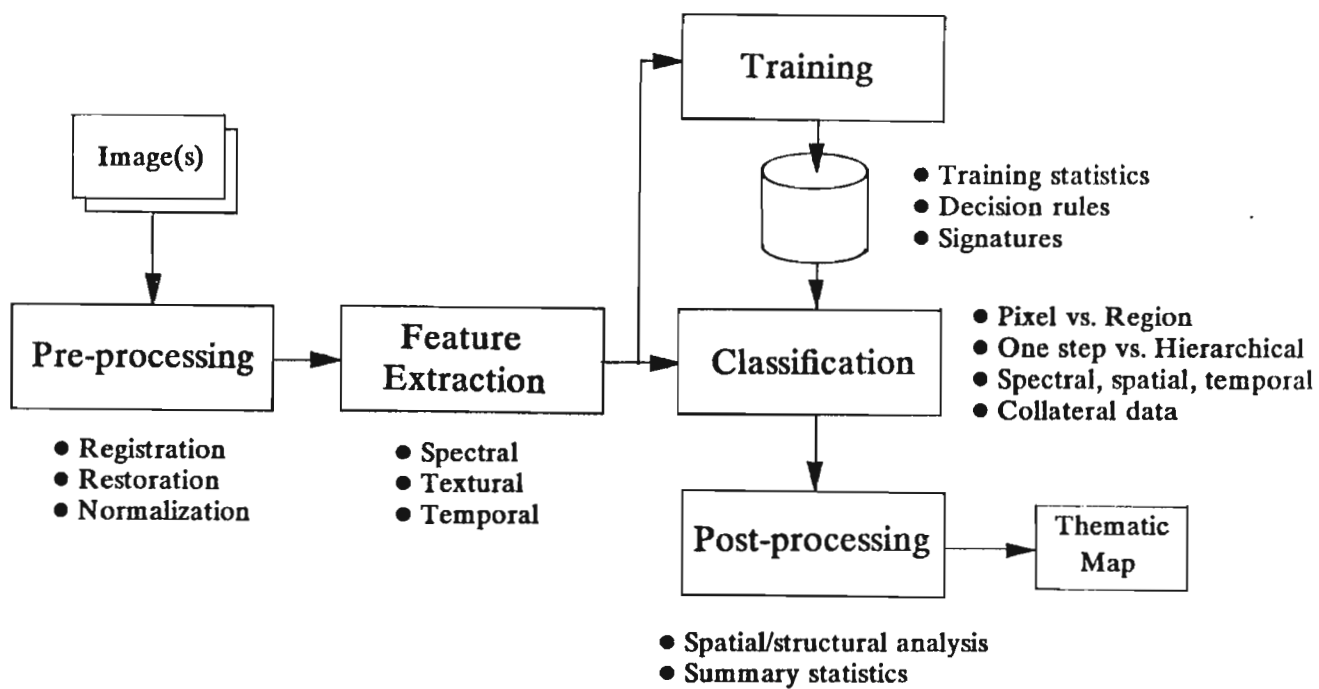 Training
Image(s)
● Training statistics
● Decision rules
● Signatures
Pre-processing
Feature
Extraction
Classification
● Pixel vs. Region
● One step vs. Hierarchical
● Spectral, spatial, temporal
● Collateral data
● Registration
● Restoration
● Normalization
● Spectral
● Textural
● Temporal
Post-processing
Thematic
Map
● Spatial/structural analysis
● Summary statistics